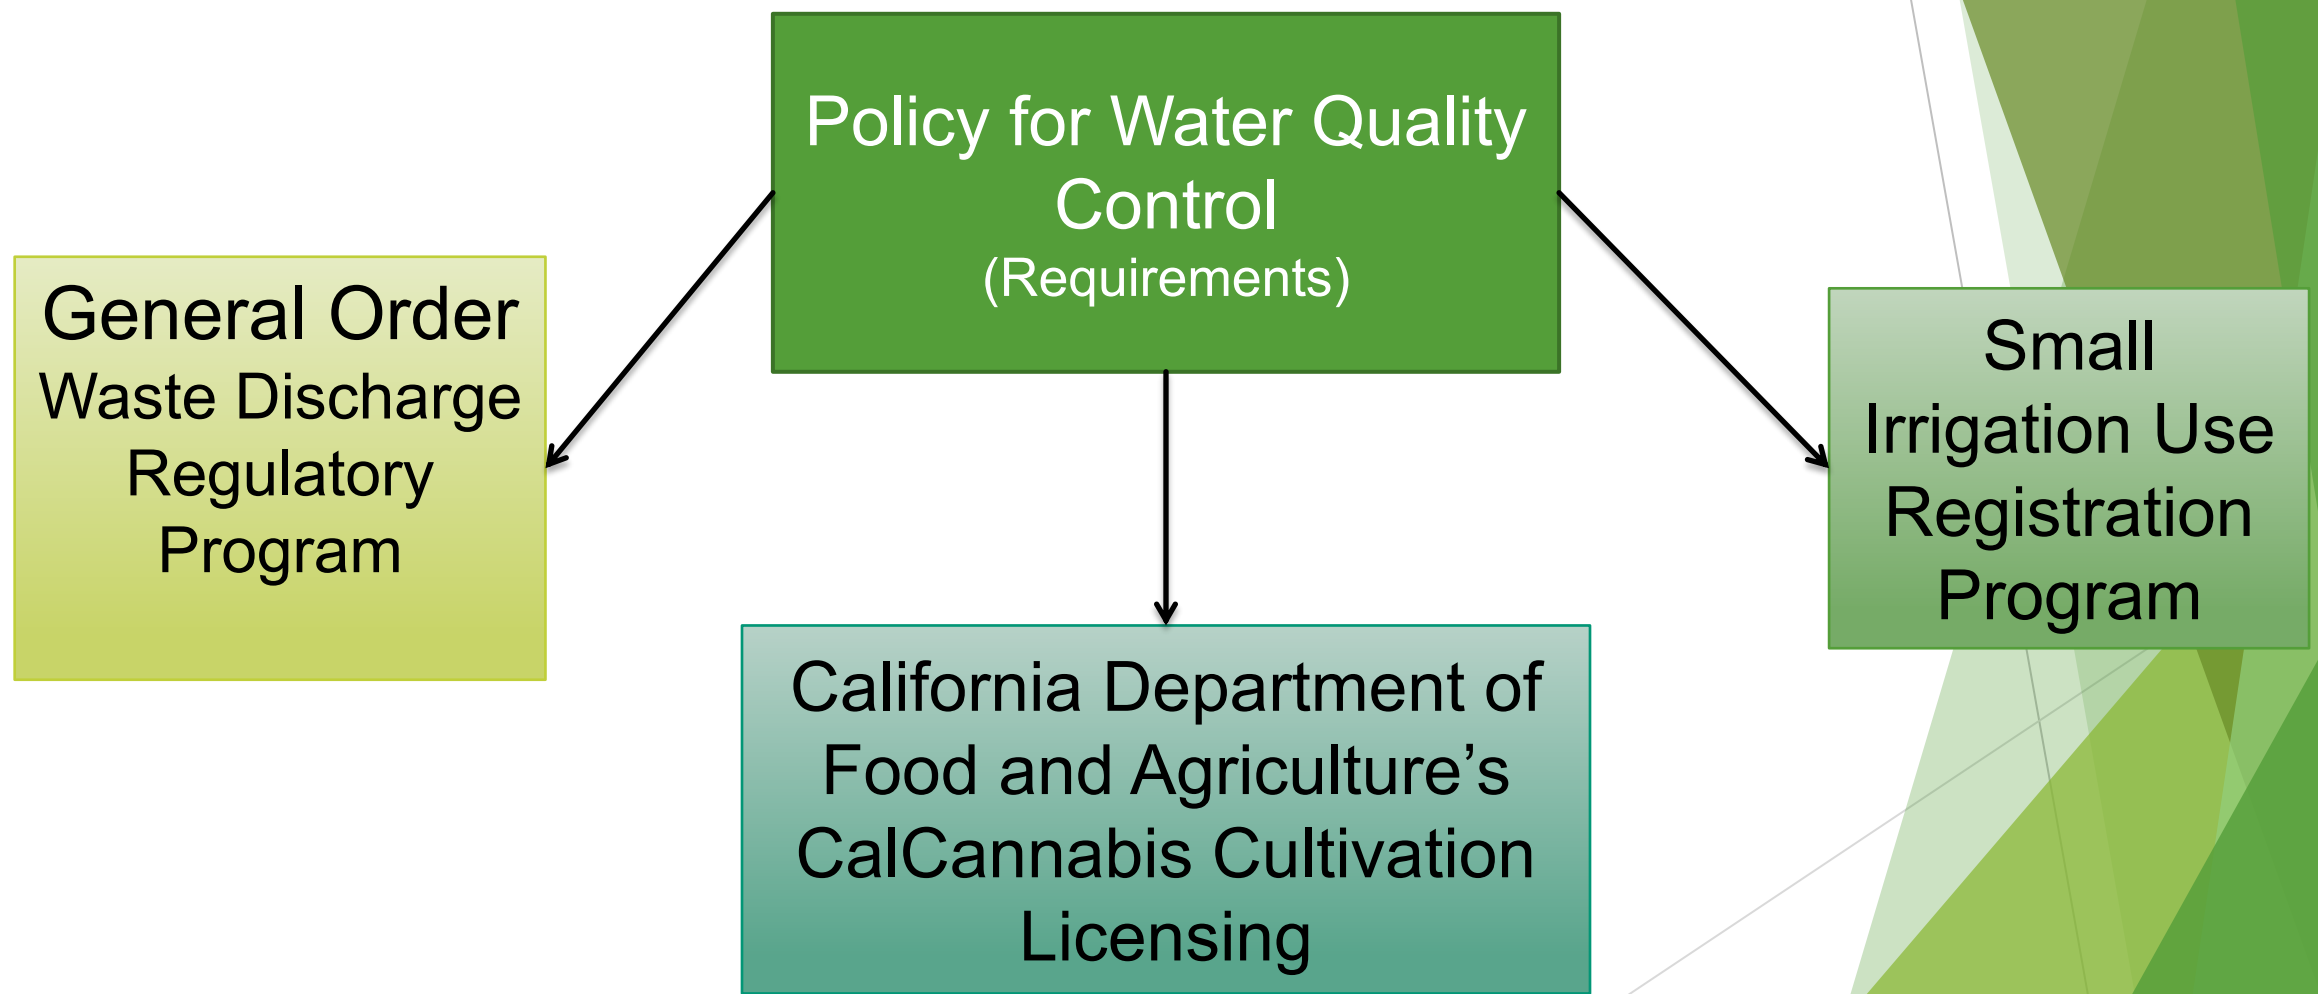 Policy for Water Quality
Control
(Requirements)
General Order
Waste Discharge
Regulatory
Program
Small
Irrigation Use
Registration
Program
California Department of
Food and Agriculture’s
CalCannabis Cultivation
Licensing